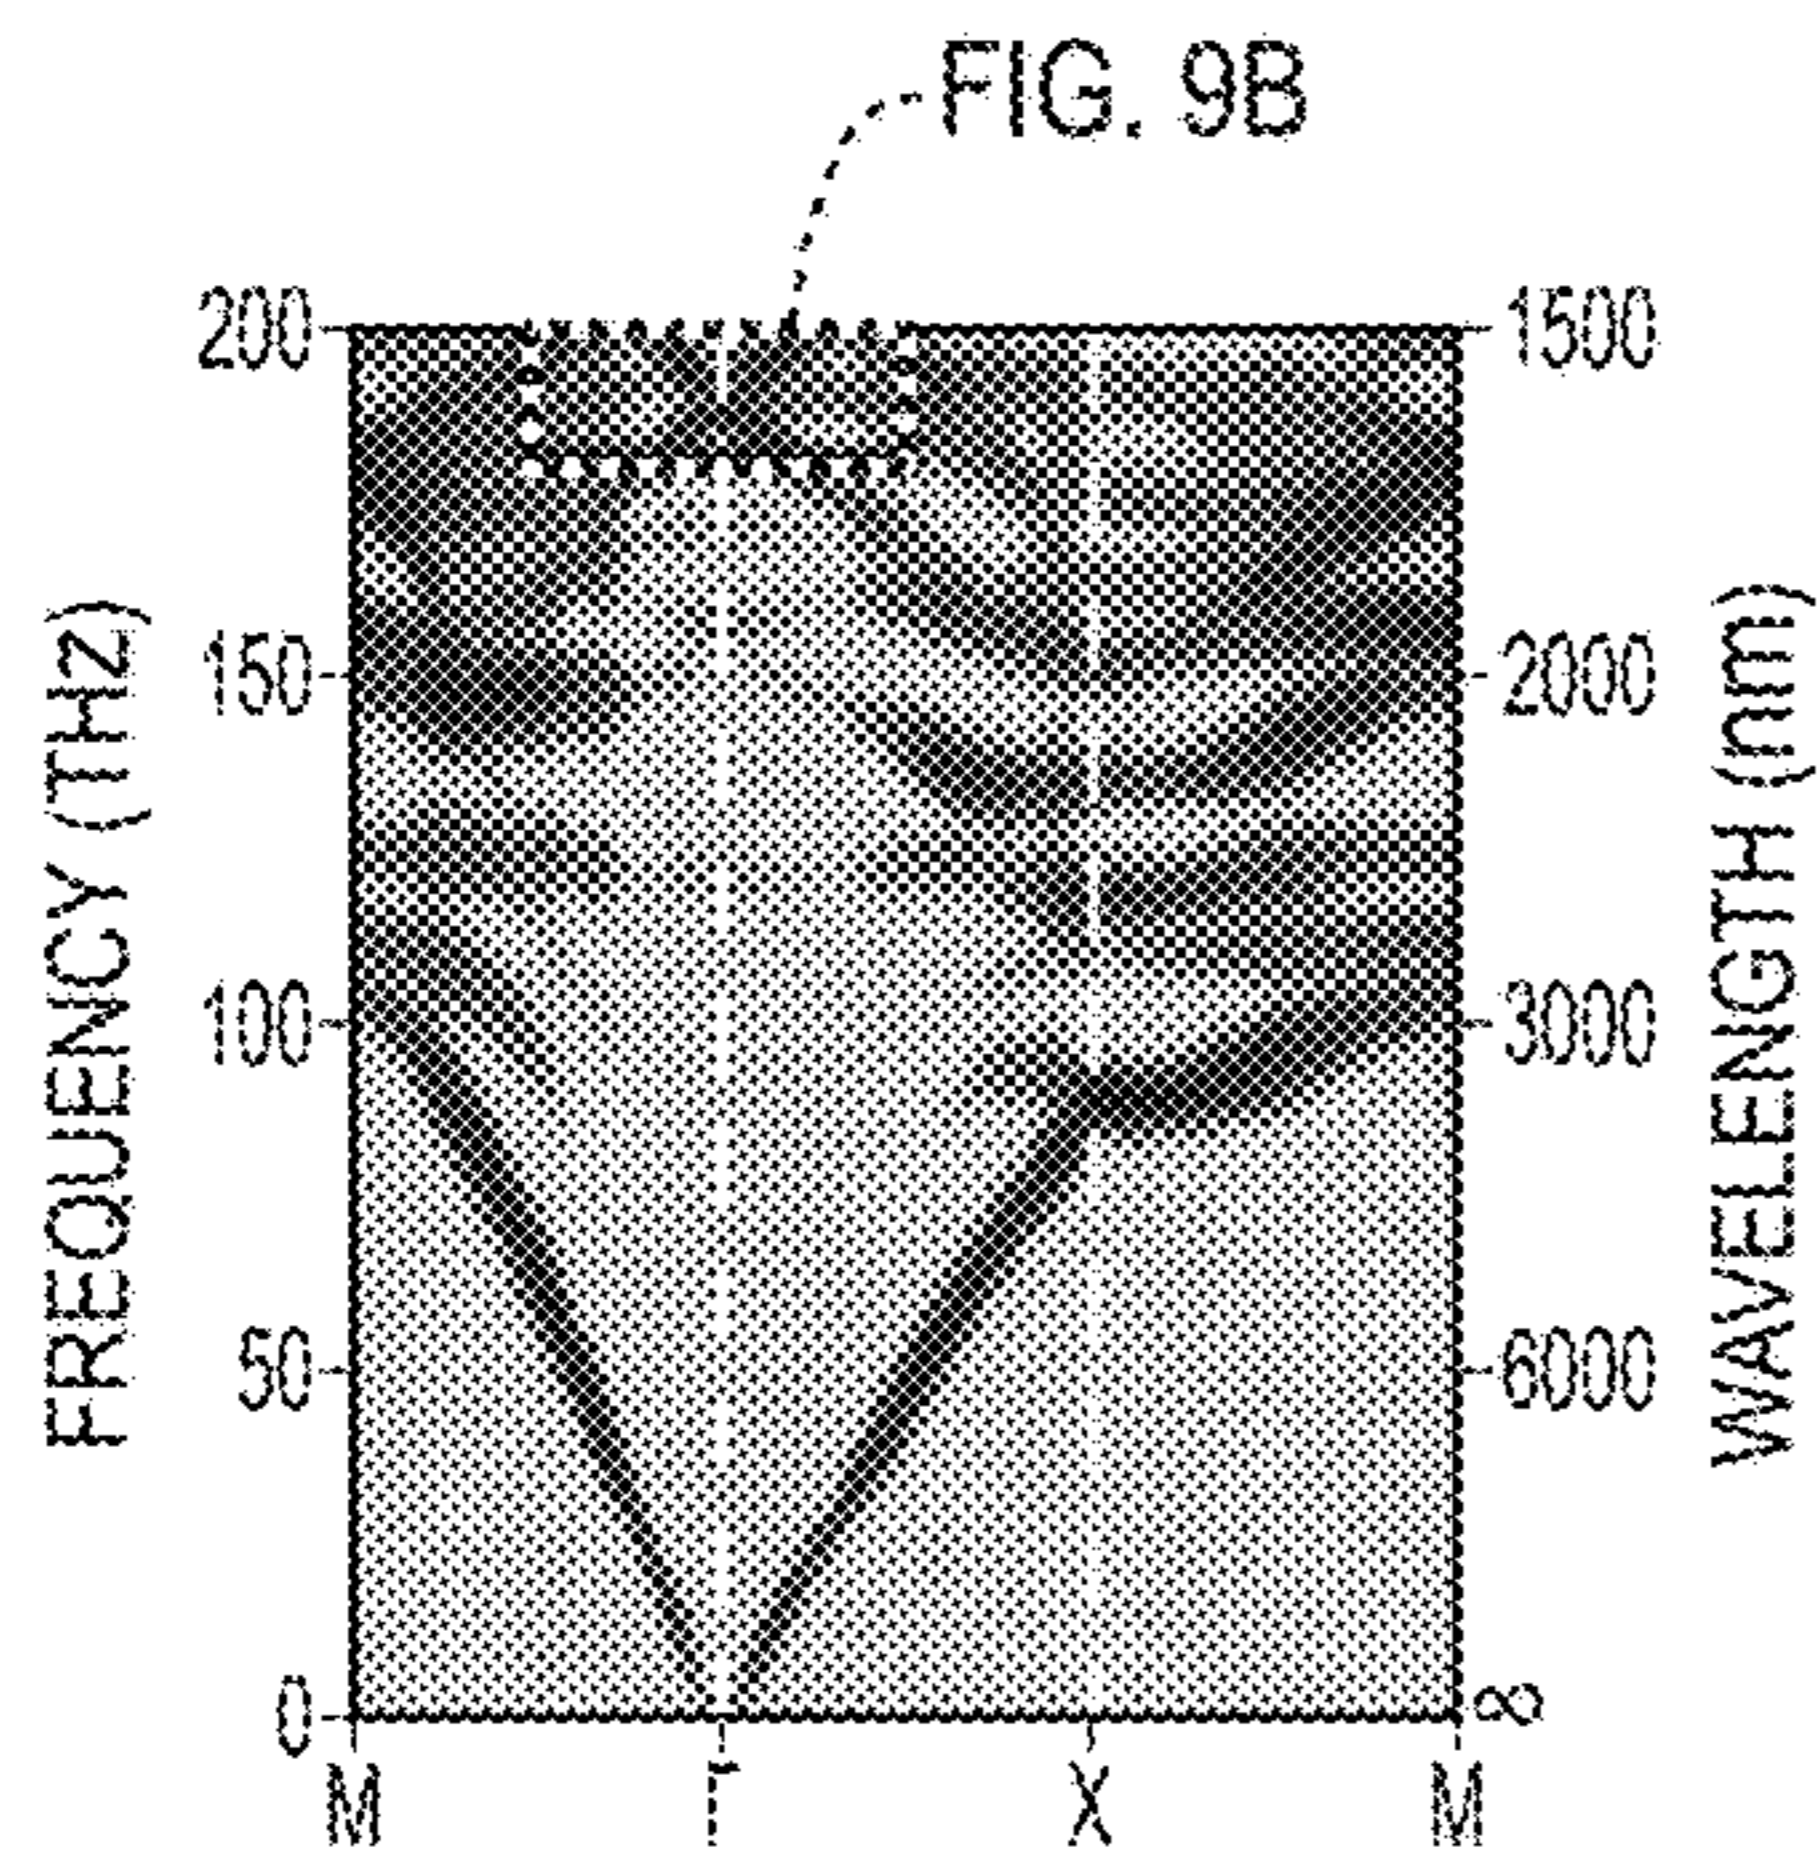 FIG. 9B
200
150
100
50
0
FREQUENCY (THz)
1500
2000
3000
6000
∞
WAVELENGTH (nm)
M Γ X M